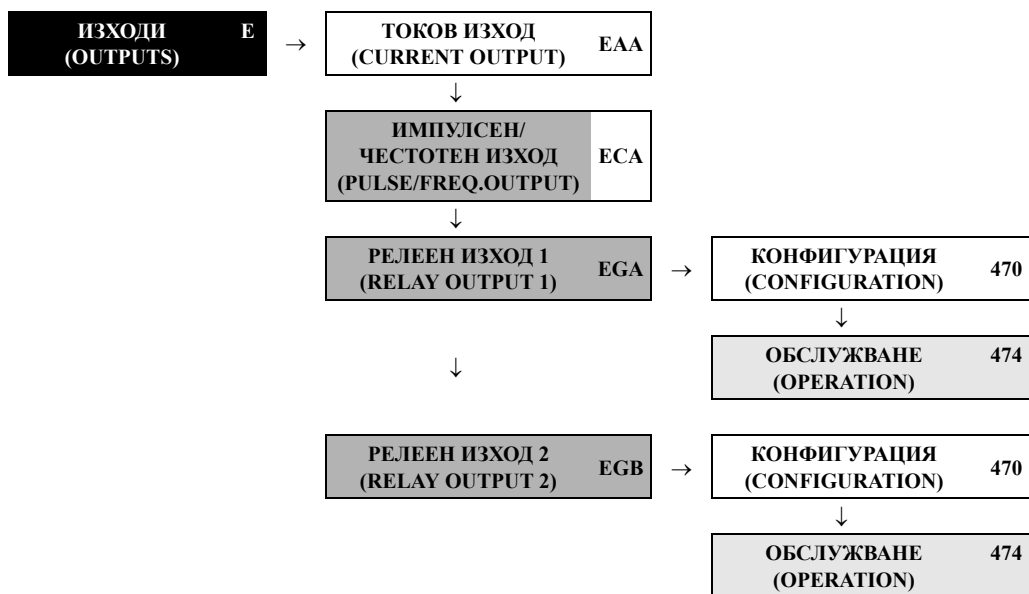 ИЗХОДИ E
(OUTPUTS)
→
ТОКОВ ИЗХОД
(CURRENT OUTPUT) EAA
↓
ИМПУЛСЕН/
ЧЕСТОТЕН ИЗХОД ECA
(PULSE/FREQ.OUTPUT)
↓
РЕЛЕЕН ИЗХОД 1
(RELAY OUTPUT 1) EGA
→
КОНФИГУРАЦИЯ
(CONFIGURATION) 470
↓
ОБСЛУЖВАНЕ 474
(OPERATION)
↓
РЕЛЕЕН ИЗХОД 2
(RELAY OUTPUT 2) EGB
→
КОНФИГУРАЦИЯ
(CONFIGURATION) 470
↓
ОБСЛУЖВАНЕ 474
(OPERATION)